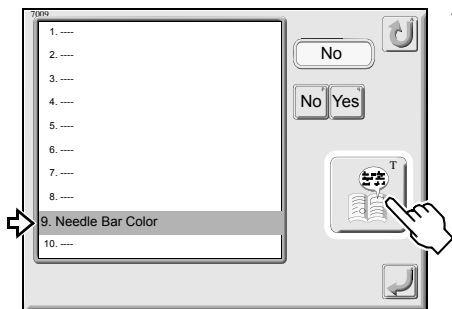 7009
1. ----
2. ----
3. ----
4. ----
5. ----
6. ----
7. ----
8. ----
9. Needle Bar Color
10. ----
No
No Yes
T